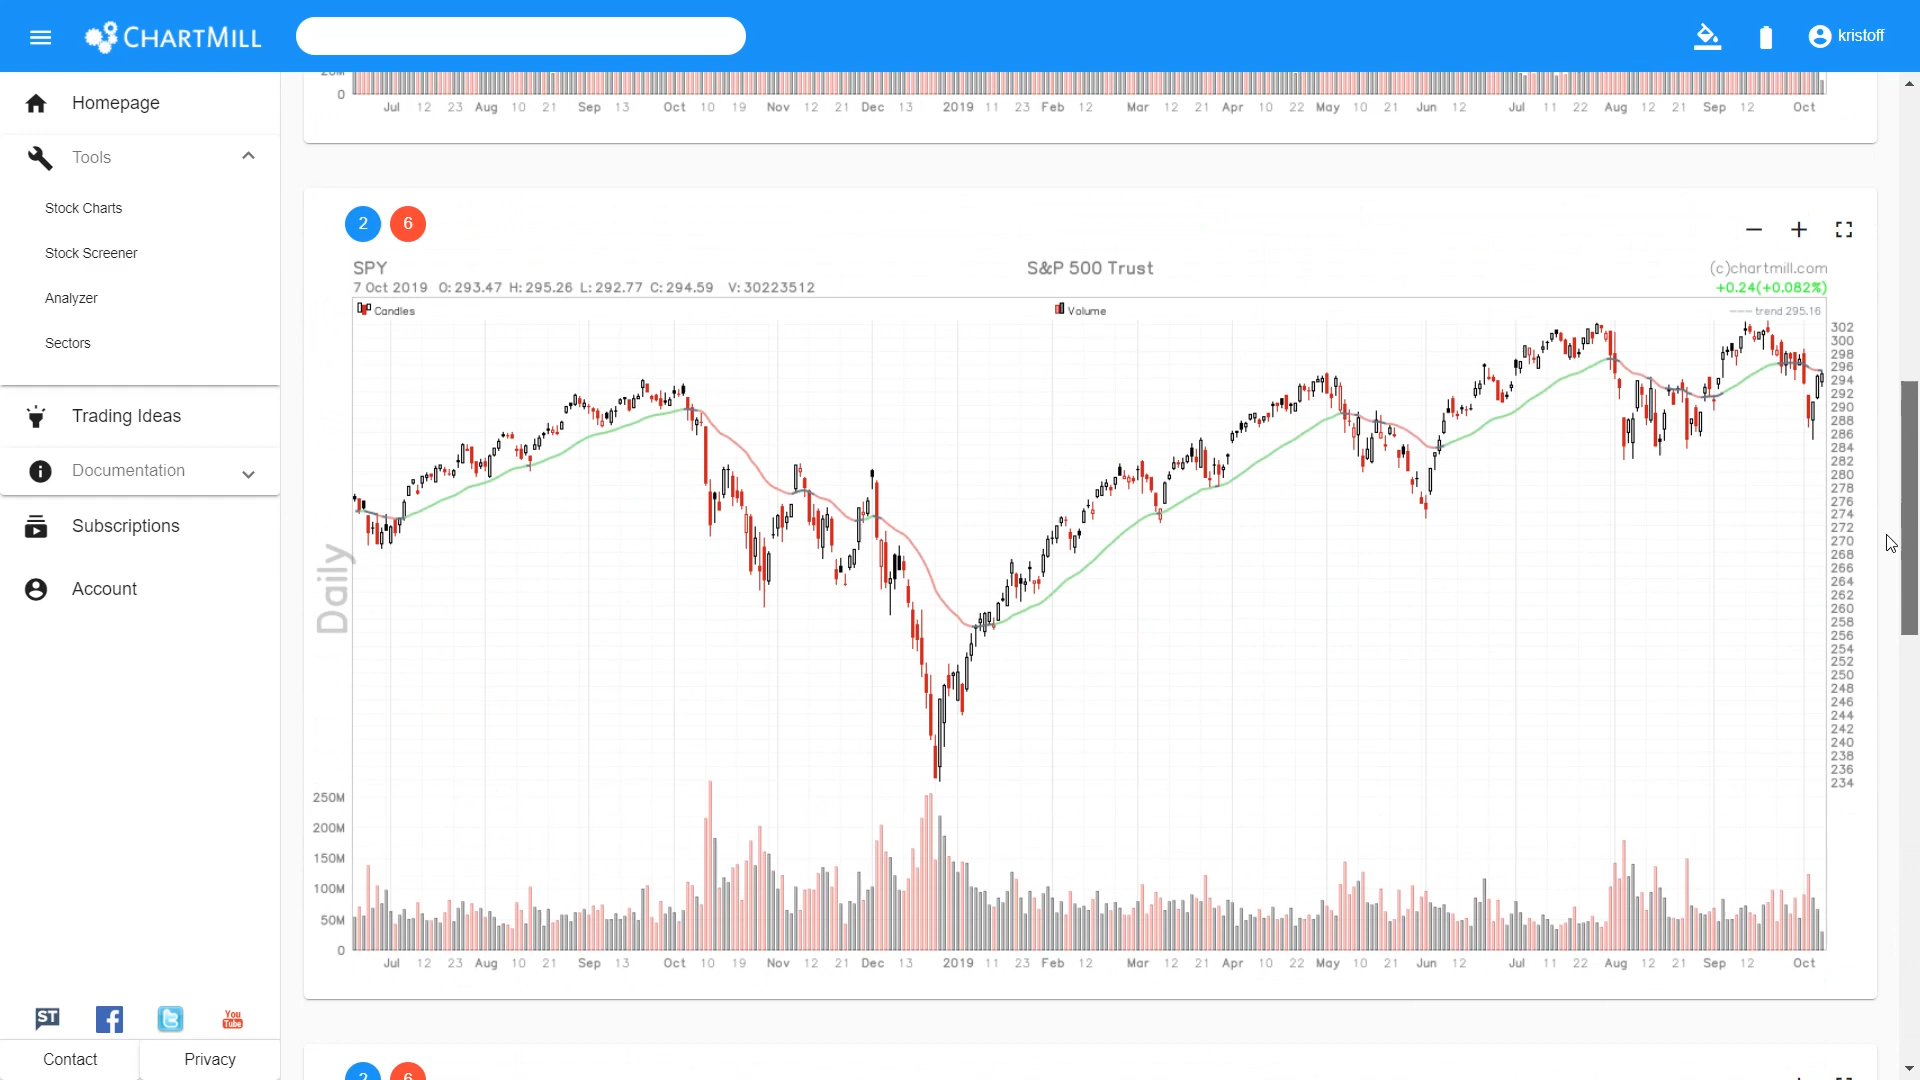 CHARTMILL
kristoff
Homepage
Tools
Stock Charts
Stock Screener
Analyzer
Sectors
Trading Ideas
Documentation
Subscriptions
Account
ST
You
Tube
Contact
Privacy
0
Jul 12 23 Aug 10 21 Sep 13 Oct 10 19 Nov 12 21 Dec 13 2019 11 23 Feb 12 Mar 12 21 Apr 10 22 May 10 21 Jun 12 Jul 11 22 Aug 12 21 Sep 12 Oct
2 6
SPY
S&P 500 Trust
(c)chartmill.com
7 Oct 2019 O:293.47 H:295.26 L:292.77 C:294.59 V:30223512
+0.24(+0.082%)
Candles
Volume
trend 295.16
302
300
298
296
294
292
290
288
286
284
282
280
278
276
274
272
270
268
266
264
262
260
258
256
254
252
250
248
246
244
242
240
238
236
234
Daily
250M
200M
150M
100M
50M
0
Jul 12 23 Aug 10 21 Sep 13 Oct 10 19 Nov 12 21 Dec 13 2019 11 23 Feb 12 Mar 12 21 Apr 10 22 May 10 21 Jun 12 Jul 11 22 Aug 12 21 Sep 12 Oct
2 6